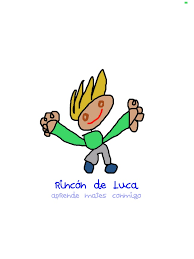 Rincón de Luca
aprende mates conmigo